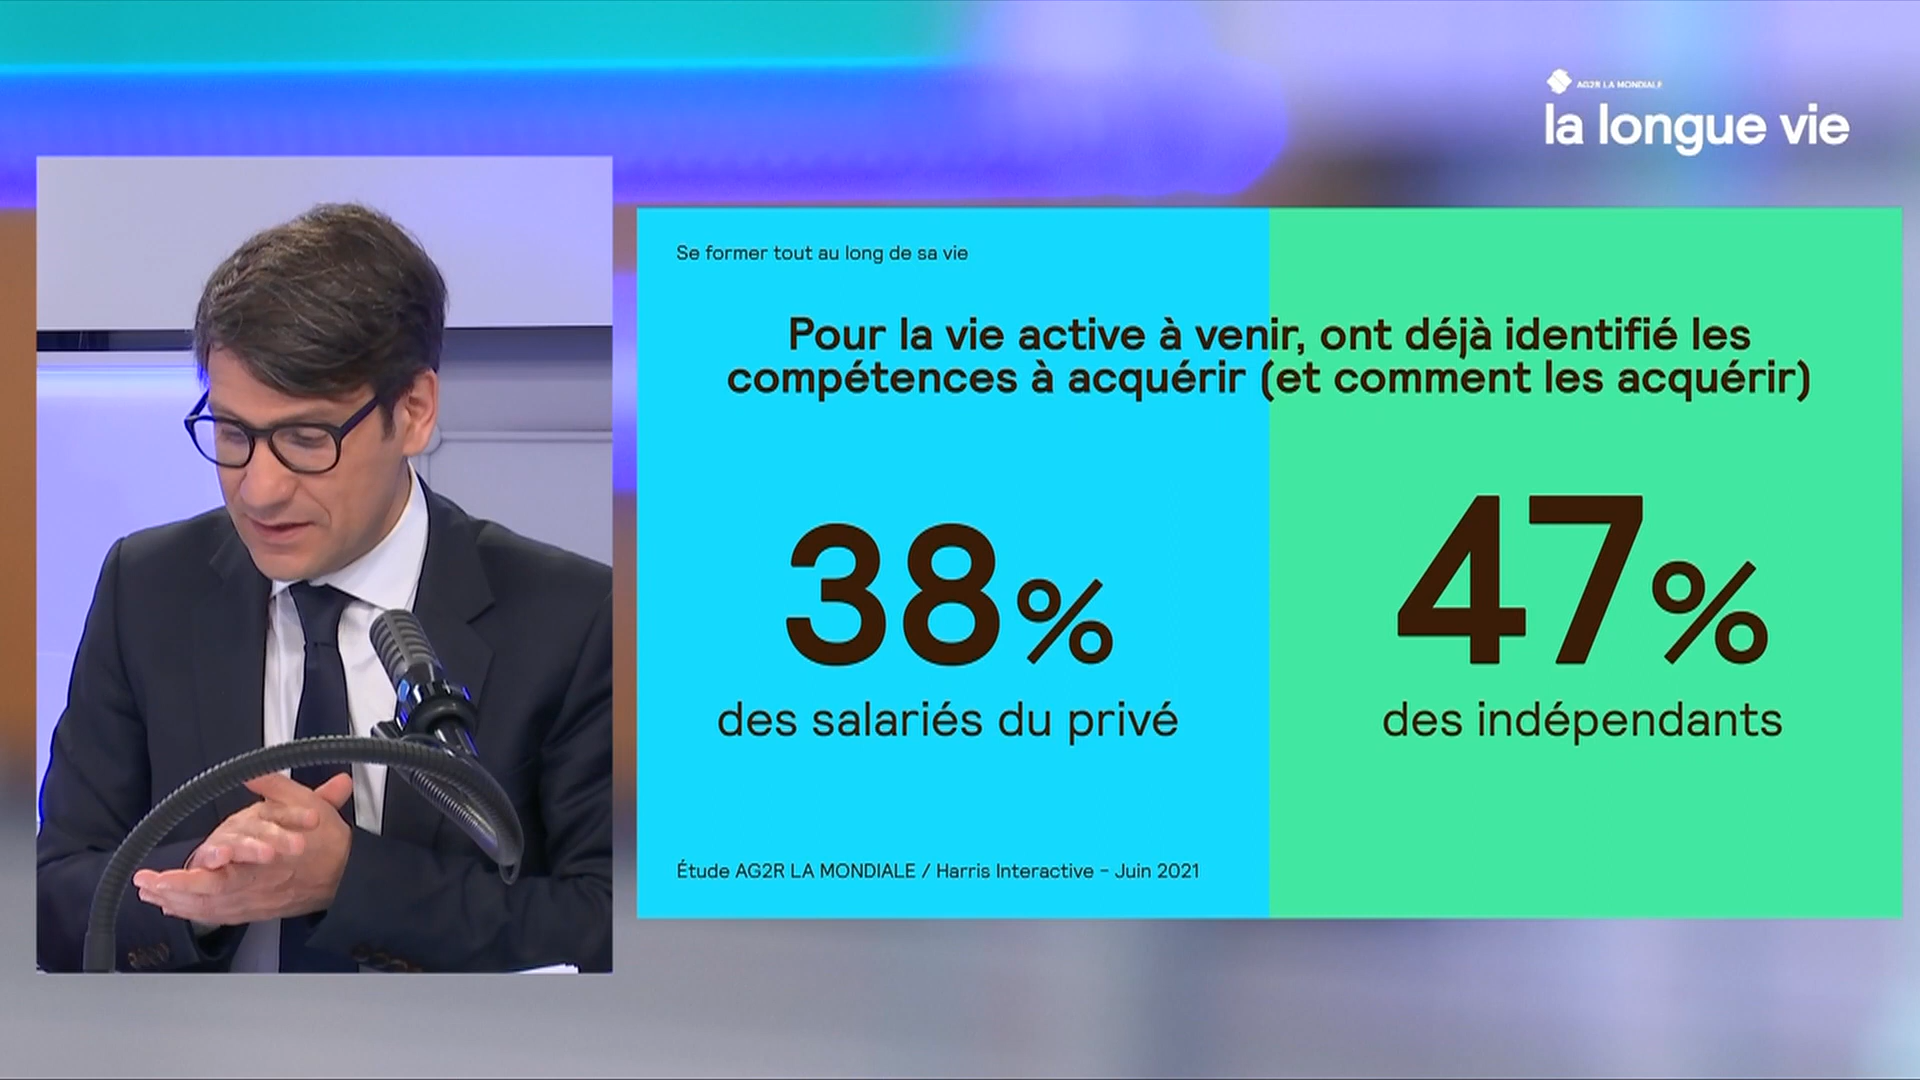 AG2R LA MONDIALE
la longue vie
Se former tout au long de sa vie
Pour la vie active à venir, ont déjà identifié les
compétences à acquérir (et comment les acquérir)
38%
des salariés du privé
47%
des indépendants
Étude AG2R LA MONDIALE / Harris Interactive – Juin 2021